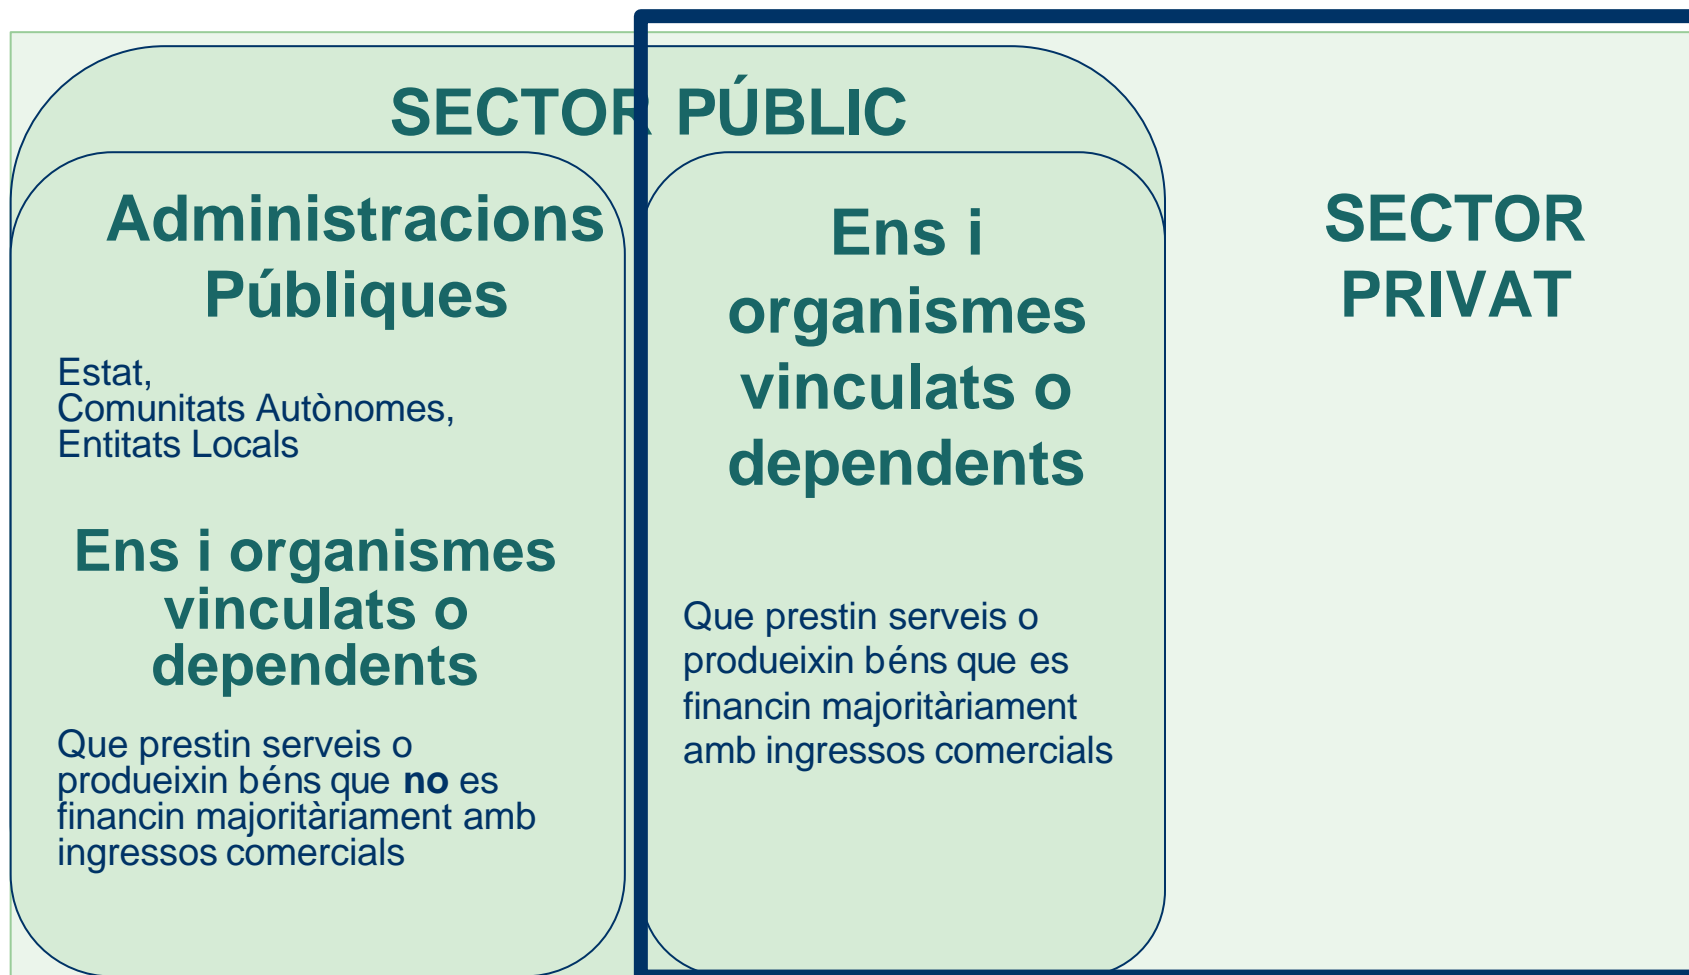 SECTOR PÚBLIC
Administracions
Públiques
Estat,
Comunitats Autònomes,
Entitats Locals
Ens i organismes
vinculats o
dependents
Que prestin serveis o
produeixin béns que no es
financin majoritàriament amb
ingressos comercials
Ens i
organismes
vinculats o
dependents
Que prestin serveis o
produeixin béns que es
financin majoritàriament
amb ingressos comercials
SECTOR
PRIVAT